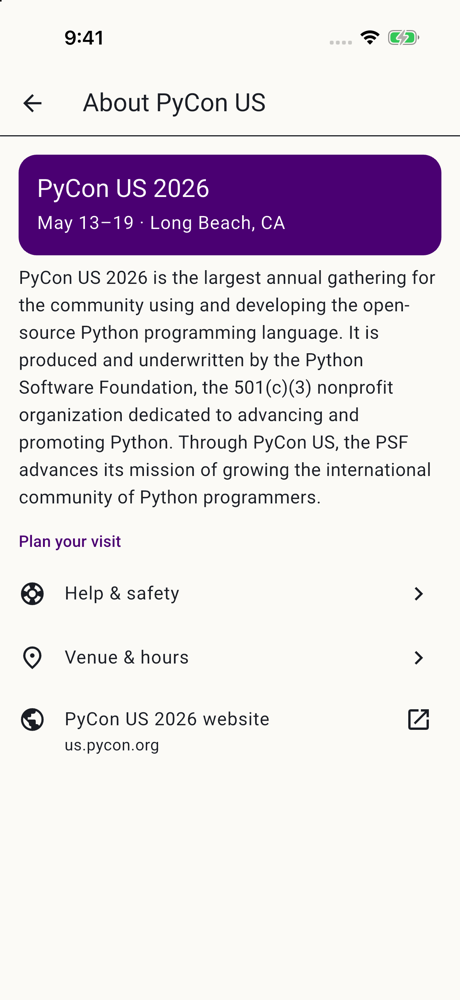 9:41
About PyCon US
PyCon US 2026
May 13–19 · Long Beach, CA
PyCon US 2026 is the largest annual gathering for
the community using and developing the open-
source Python programming language. It is
produced and underwritten by the Python
Software Foundation, the 501(c)(3) nonprofit
organization dedicated to advancing and
promoting Python. Through PyCon US, the PSF
advances its mission of growing the international
community of Python programmers.
Plan your visit
Help & safety
Venue & hours
PyCon US 2026 website
us.pycon.org